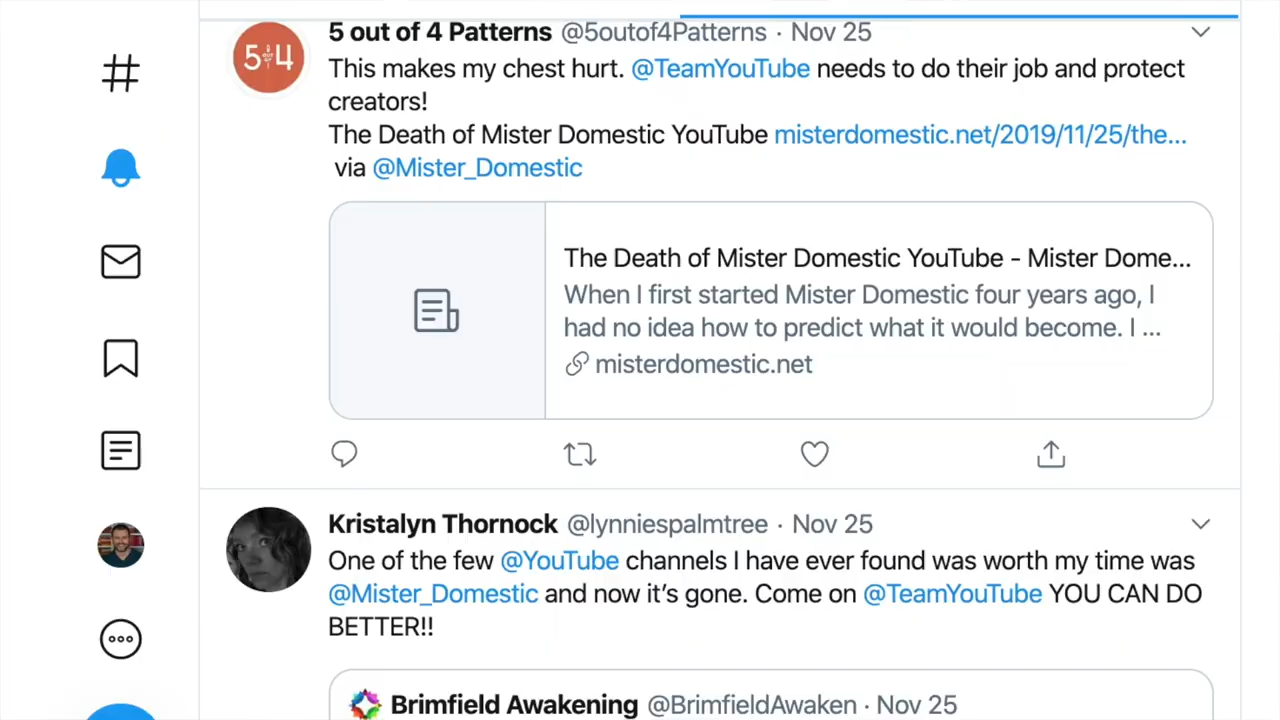 5 out of 4 Patterns @5outof4Patterns · Nov 25
This makes my chest hurt. @TeamYouTube needs to do their job and protect
creators!
The Death of Mister Domestic YouTube misterdomestic.net/2019/11/25/the...
via @Mister_Domestic
The Death of Mister Domestic YouTube - Mister Dome...
When I first started Mister Domestic four years ago, I
had no idea how to predict what it would become. I ...
misterdomestic.net
Kristalyn Thornock @lynniespalmtree · Nov 25
One of the few @YouTube channels I have ever found was worth my time was
@Mister_Domestic and now it’s gone. Come on @TeamYouTube YOU CAN DO
BETTER!!
Brimfield Awakening @BrimfieldAwaken · Nov 25